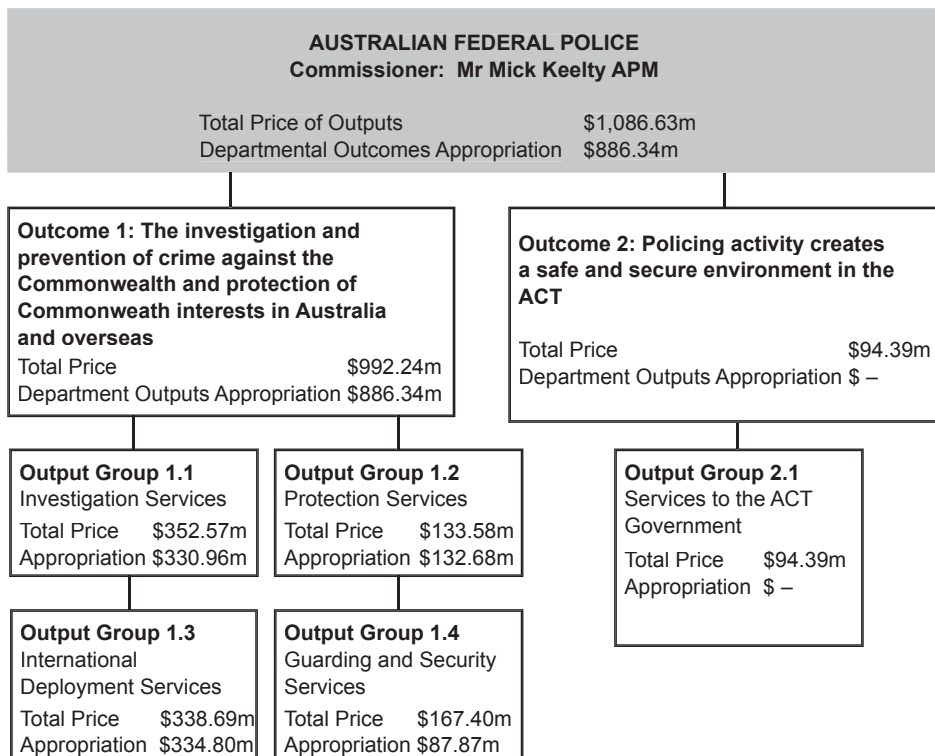 AUSTRALIAN FEDERAL POLICE
Commissioner: Mr Mick Keelty APM
Total Price of Outputs $1,086.63m
Departmental Outcomes Appropriation $886.34m
Outcome 1: The investigation and
prevention of crime against the
Commonwealth and protection of
Commonweath interests in Australia
and overseas
Total Price $992.24m
Department Outputs Appropriation $886.34m
Outcome 2: Policing activity creates
a safe and secure environment in the
ACT
Total Price $94.39m
Department Outputs Appropriation $ –
Output Group 1.1
Investigation Services
Total Price $352.57m
Appropriation $330.96m
Output Group 1.2
Protection Services
Total Price $133.58m
Appropriation $132.68m
Output Group 2.1
Services to the ACT
Government
Total Price $94.39m
Appropriation $ –
Output Group 1.3
International
Deployment Services
Total Price $338.69m
Appropriation $334.80m
Output Group 1.4
Guarding and Security
Services
Total Price $167.40m
Appropriation $87.87m